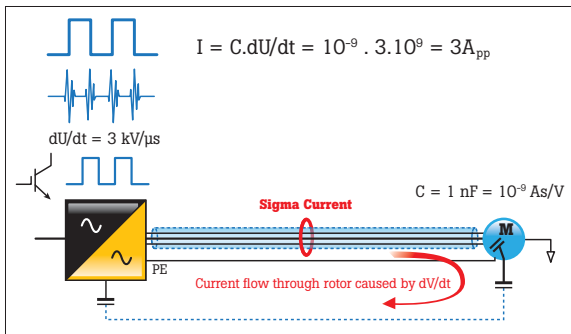 I = C.dU/dt = 10⁻⁹ . 3.10⁹ = 3A_pp
dU/dt = 3 kV/µs
C = 1 nF = 10⁻⁹ As/V
Sigma Current
M
PE
Current flow through rotor caused by dV/dt